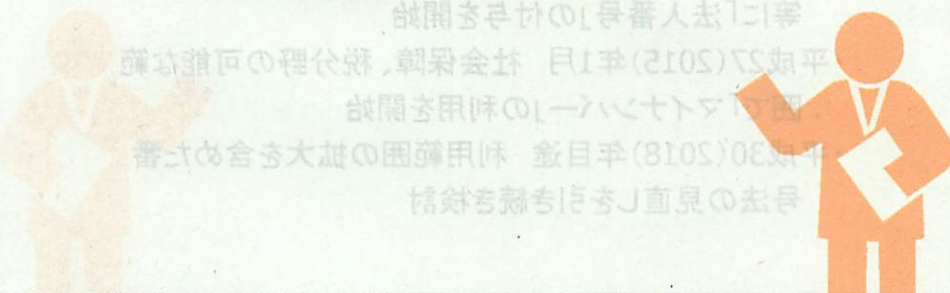 等に「法人番号」の付与を開始
平成27(2015)年1月 社会保障、税分野の可能な範
囲で「マイナンバー」の利用を開始
平成30(2018)年目途 利用範囲の拡大を含めた番
号法の見直しを引き続き検討